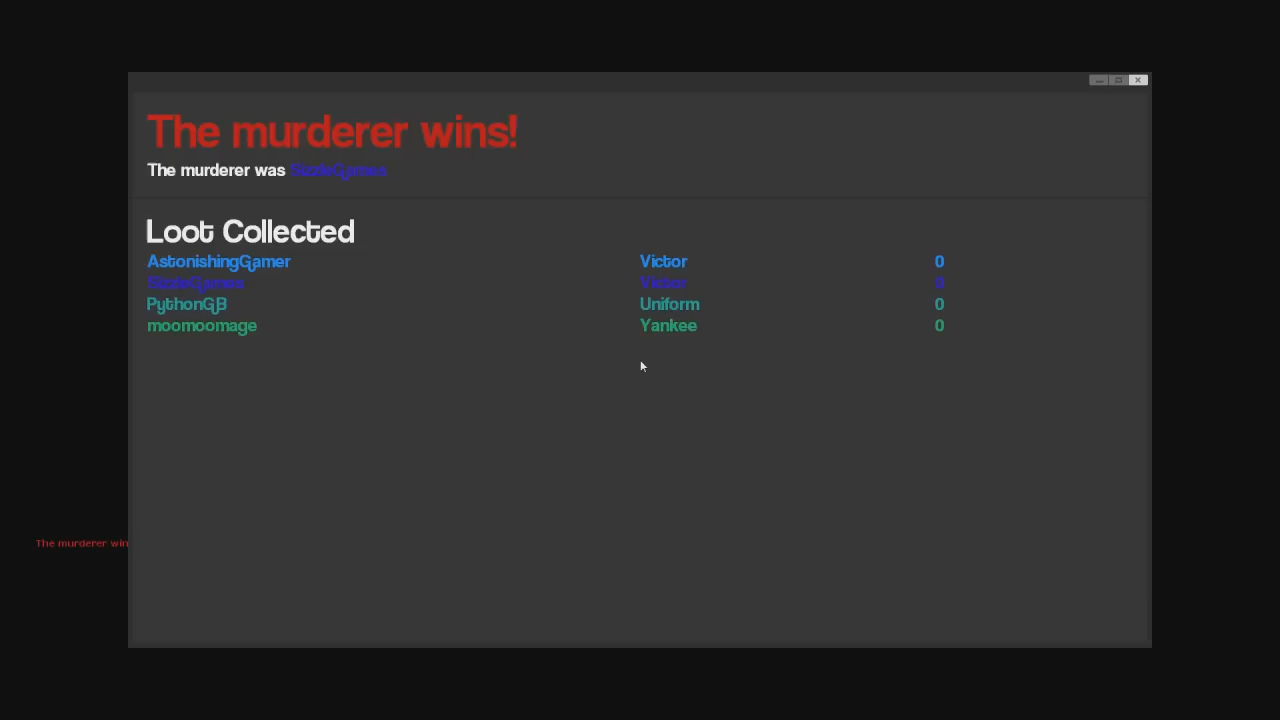 The murderer wins!
The murderer was SizzleGames
Loot Collected
AstonishingGamer Victor 0
SizzleGames Victor 0
PythonGB Uniform 0
moomoomage Yankee 0
The murderer win